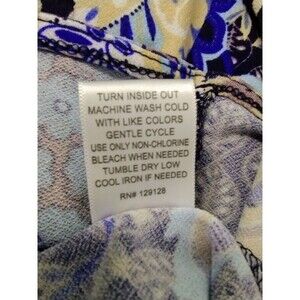 TURN INSIDE OUT
MACHINE WASH COLD
WITH LIKE COLORS
GENTLE CYCLE
USE ONLY NON-CHLORINE
BLEACH WHEN NEEDED
TUMBLE DRY LOW
COOL IRON IF NEEDED
RN# 129128